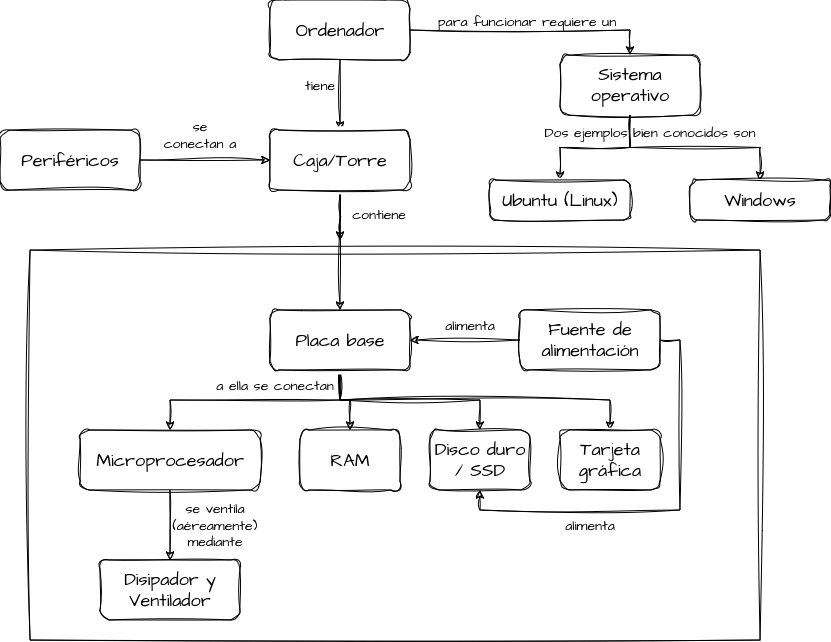 Ordenador
para funcionar requiere un
Sistema
operativo
tiene
Dos ejemplos bien conocidos son
Ubuntu (Linux)
Windows
Periféricos
se
conectan a
Caja/Torre
contiene
Placa base
alimenta
Fuente de
alimentación
a ella se conectan
Microprocesador
RAM
Disco duro
/ SSD
Tarjeta
gráfica
alimenta
se ventila
(aéreamente)
mediante
Disipador y
Ventilador